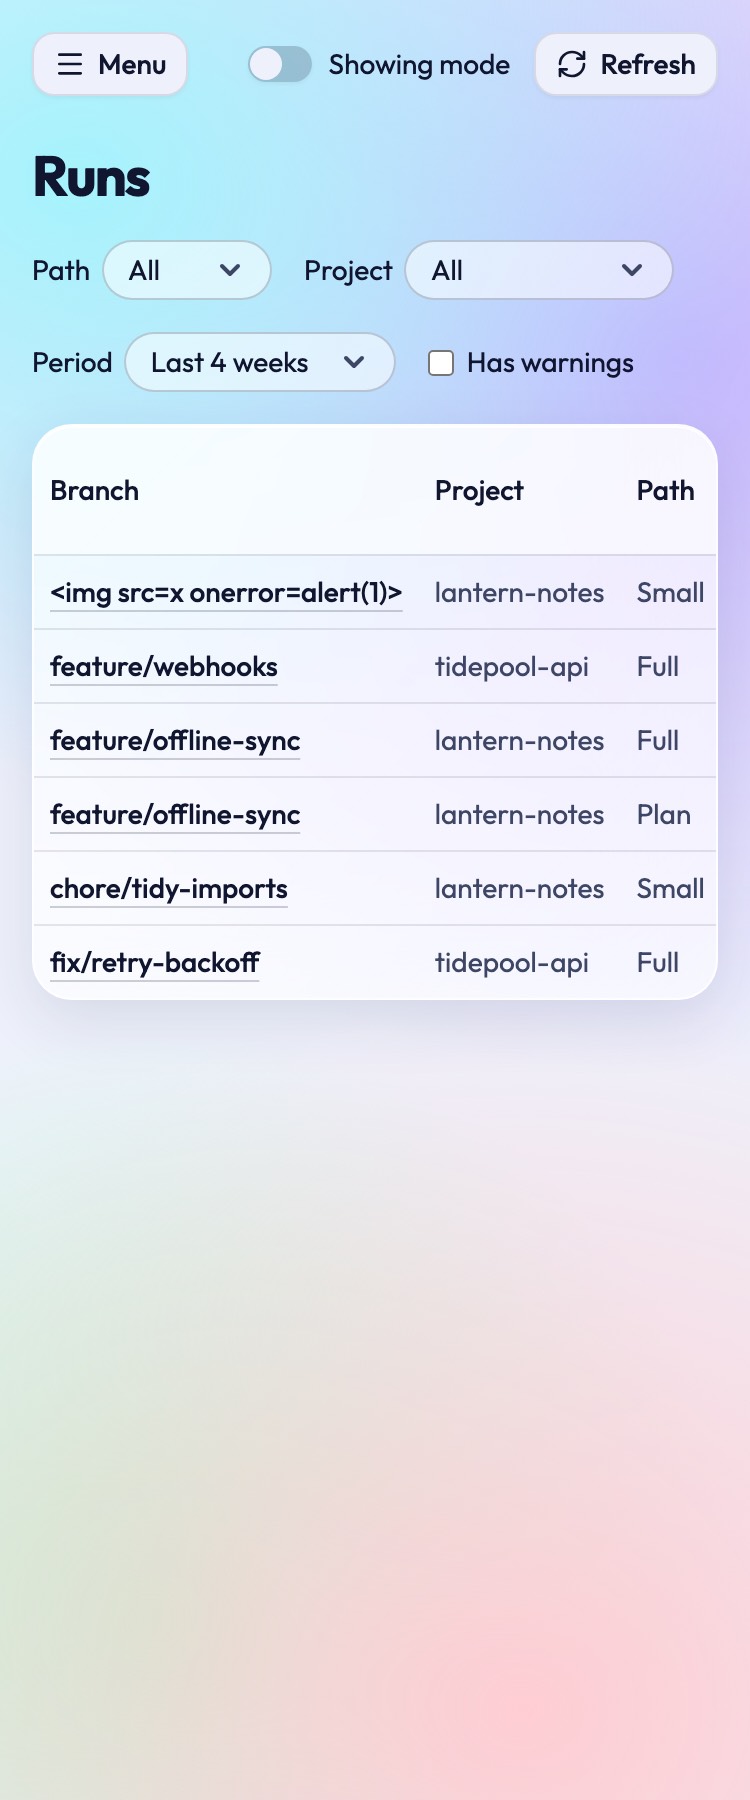 Menu Showing mode Refresh
Runs
Path All Project All
Period Last 4 weeks Has warnings
Branch Project Path
<img src=x onerror=alert(1)> lantern-notes Small
feature/webhooks tidepool-api Full
feature/offline-sync lantern-notes Full
feature/offline-sync lantern-notes Plan
chore/tidy-imports lantern-notes Small
fix/retry-backoff tidepool-api Full